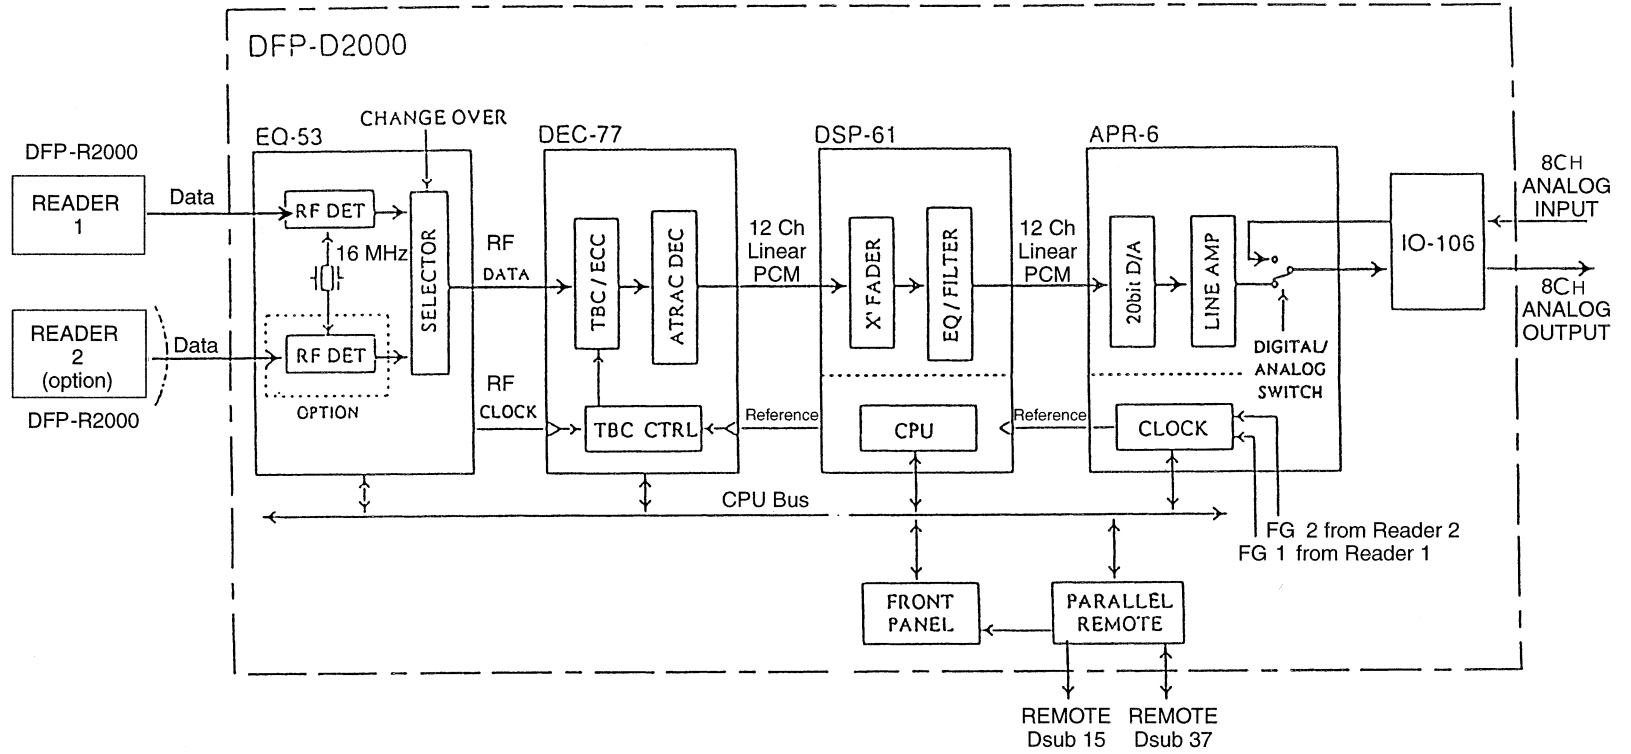 DFP-D2000
DFP-R2000
READER
1
Data
READER
2
(option)
DFP-R2000
Data
EQ-53
CHANGE OVER
RF DET
16 MHz
RF DET
OPTION
SELECTOR
RF
DATA
RF
CLOCK
DEC-77
TBC / ECC
ATRAC DEC
TBC CTRL
12 Ch
Linear
PCM
Reference
DSP-61
X' FADER
EQ / FILTER
CPU
12 Ch
Linear
PCM
Reference
APR-6
20bit D/A
LINE AMP
DIGITAL/
ANALOG
SWITCH
CLOCK
IO-106
8CH
ANALOG
INPUT
8CH
ANALOG
OUTPUT
CPU Bus
FG 2 from Reader 2
FG 1 from Reader 1
FRONT
PANEL
PARALLEL
REMOTE
REMOTE
Dsub 15
REMOTE
Dsub 37